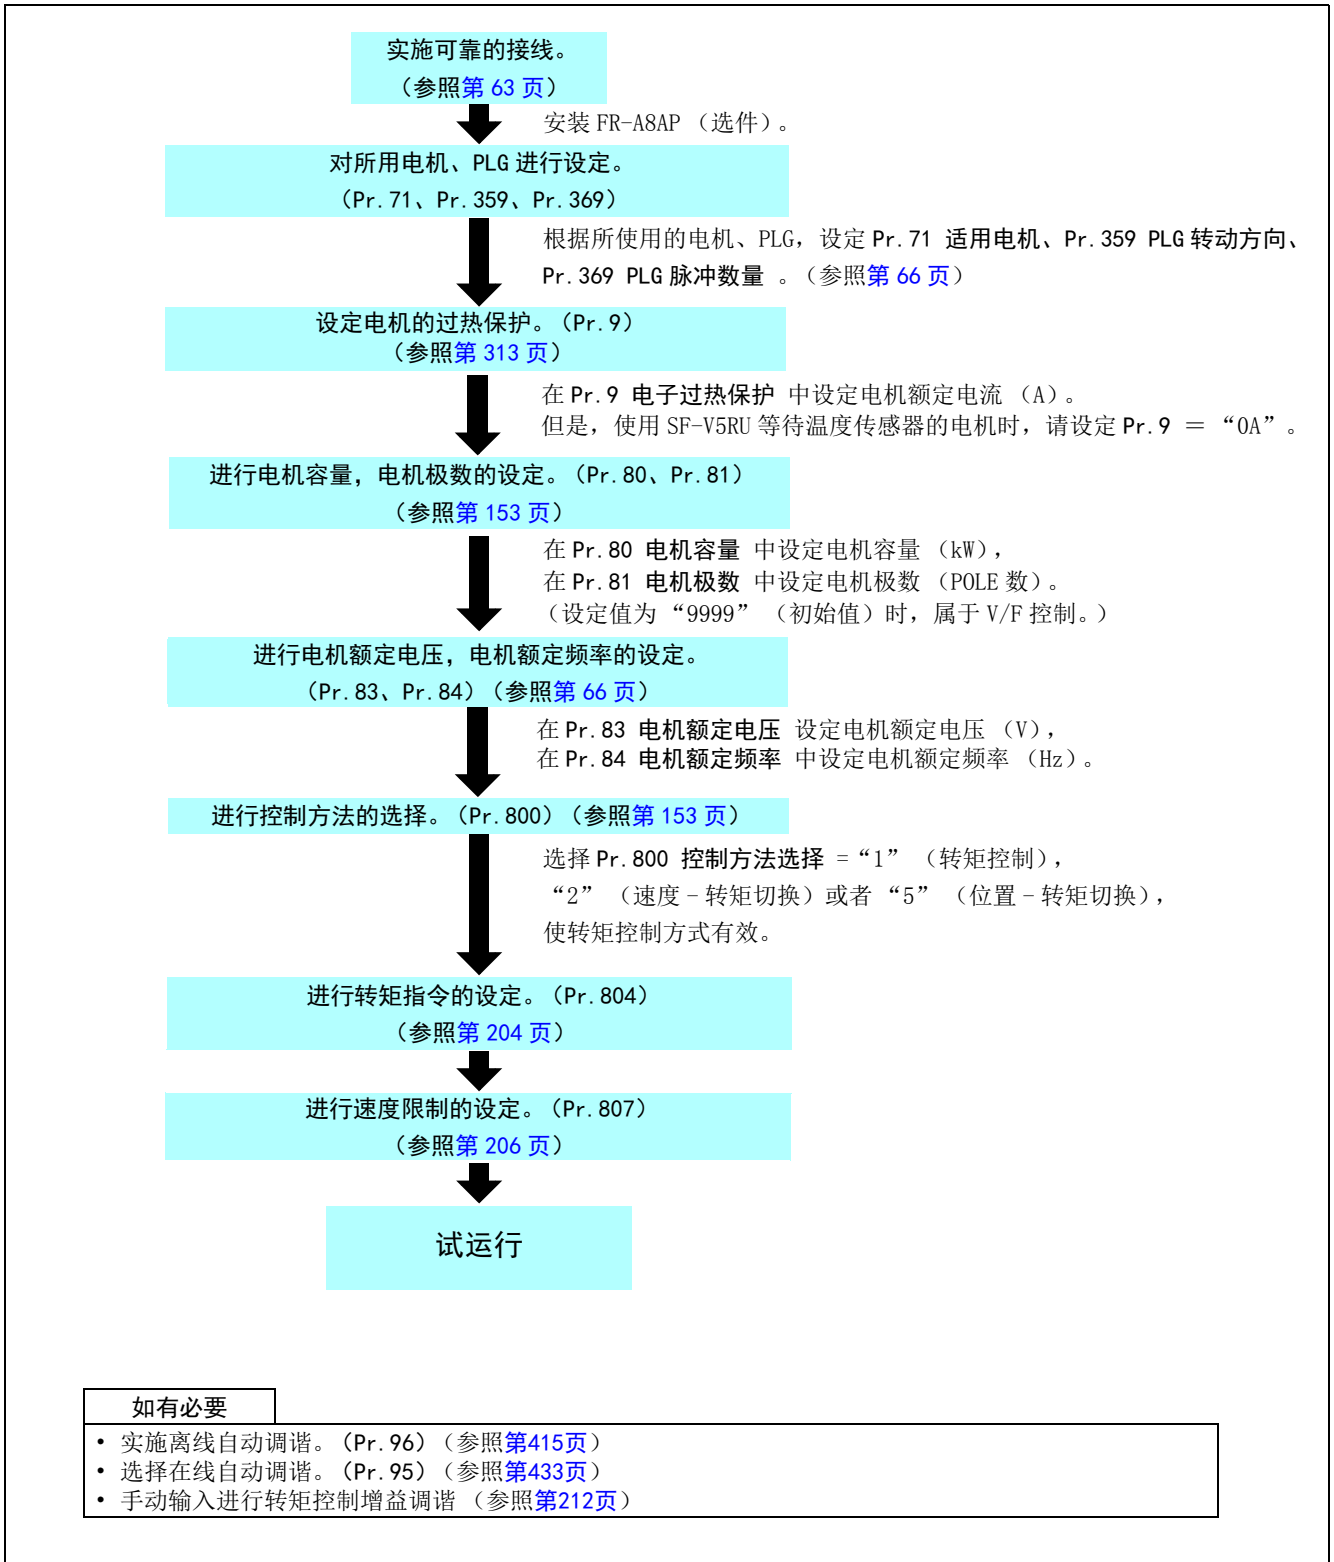 实施可靠的接线。
（参照第 63 页）
安装 FR-A8AP （选件）。
对所用电机、PLG 进行设定。
（Pr.71、Pr.359、Pr.369）
根据所使用的电机、PLG，设定 Pr.71 适用电机、Pr.359 PLG 转动方向、
Pr.369 PLG 脉冲数量 。（参照第 66 页）
设定电机的过热保护。（Pr.9）
（参照第 313 页）
在 Pr.9 电子过热保护 中设定电机额定电流 （A）。
但是，使用 SF-V5RU 等待温度传感器的电机时，请设定 Pr.9 ＝ “0A”。
进行电机容量，电机极数的设定。（Pr.80、Pr.81）
（参照第 153 页）
在 Pr.80 电机容量 中设定电机容量 （kW），
在 Pr.81 电机极数 中设定电机极数 （POLE 数）。
（设定值为 “9999” （初始值）时，属于 V/F 控制。）
进行电机额定电压，电机额定频率的设定。
（Pr.83、Pr.84）（参照第 66 页）
在 Pr.83 电机额定电压 设定电机额定电压 （V），
在 Pr.84 电机额定频率 中设定电机额定频率 （Hz）。
进行控制方法的选择。（Pr.800）（参照第 153 页）
选择 Pr.800 控制方法选择 =“1” （转矩控制），
“2” （速度－转矩切换）或者 “5” （位置－转矩切换），
使转矩控制方式有效。
进行转矩指令的设定。（Pr.804）
（参照第 204 页）
进行速度限制的设定。（Pr.807）
（参照第 206 页）
试运行
如有必要
• 实施离线自动调谐。（Pr.96）（参照第415页）
• 选择在线自动调谐。（Pr.95）（参照第433页）
• 手动输入进行转矩控制增益调谐 （参照第212页）